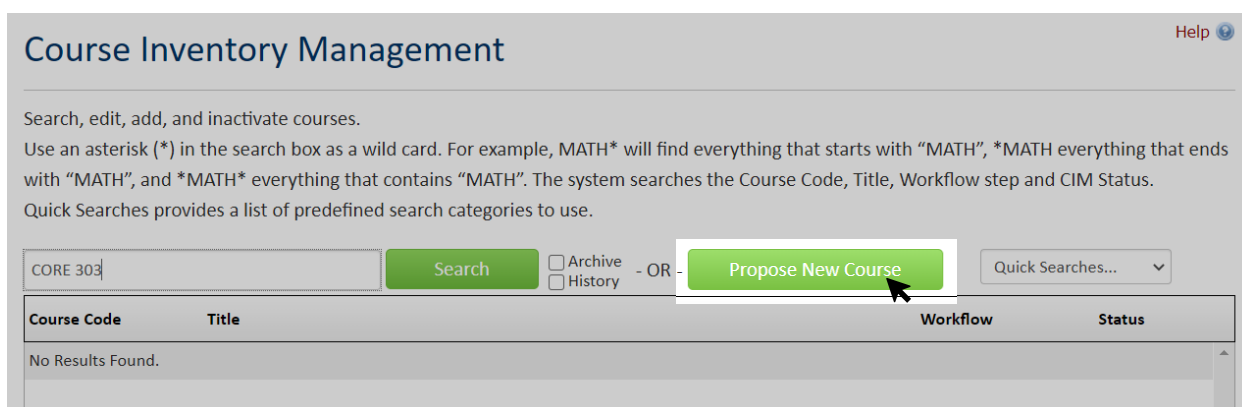 Help
Course Inventory Management
Search, edit, add, and inactivate courses.
Use an asterisk (*) in the search box as a wild card. For example, MATH* will find everything that starts with “MATH”, *MATH everything that ends
with “MATH”, and *MATH* everything that contains “MATH”. The system searches the Course Code, Title, Workflow step and CIM Status.
Quick Searches provides a list of predefined search categories to use.
CORE 303 Search Archive - OR - Propose New Course Quick Searches...
History
Course Code Title Workflow Status
No Results Found.